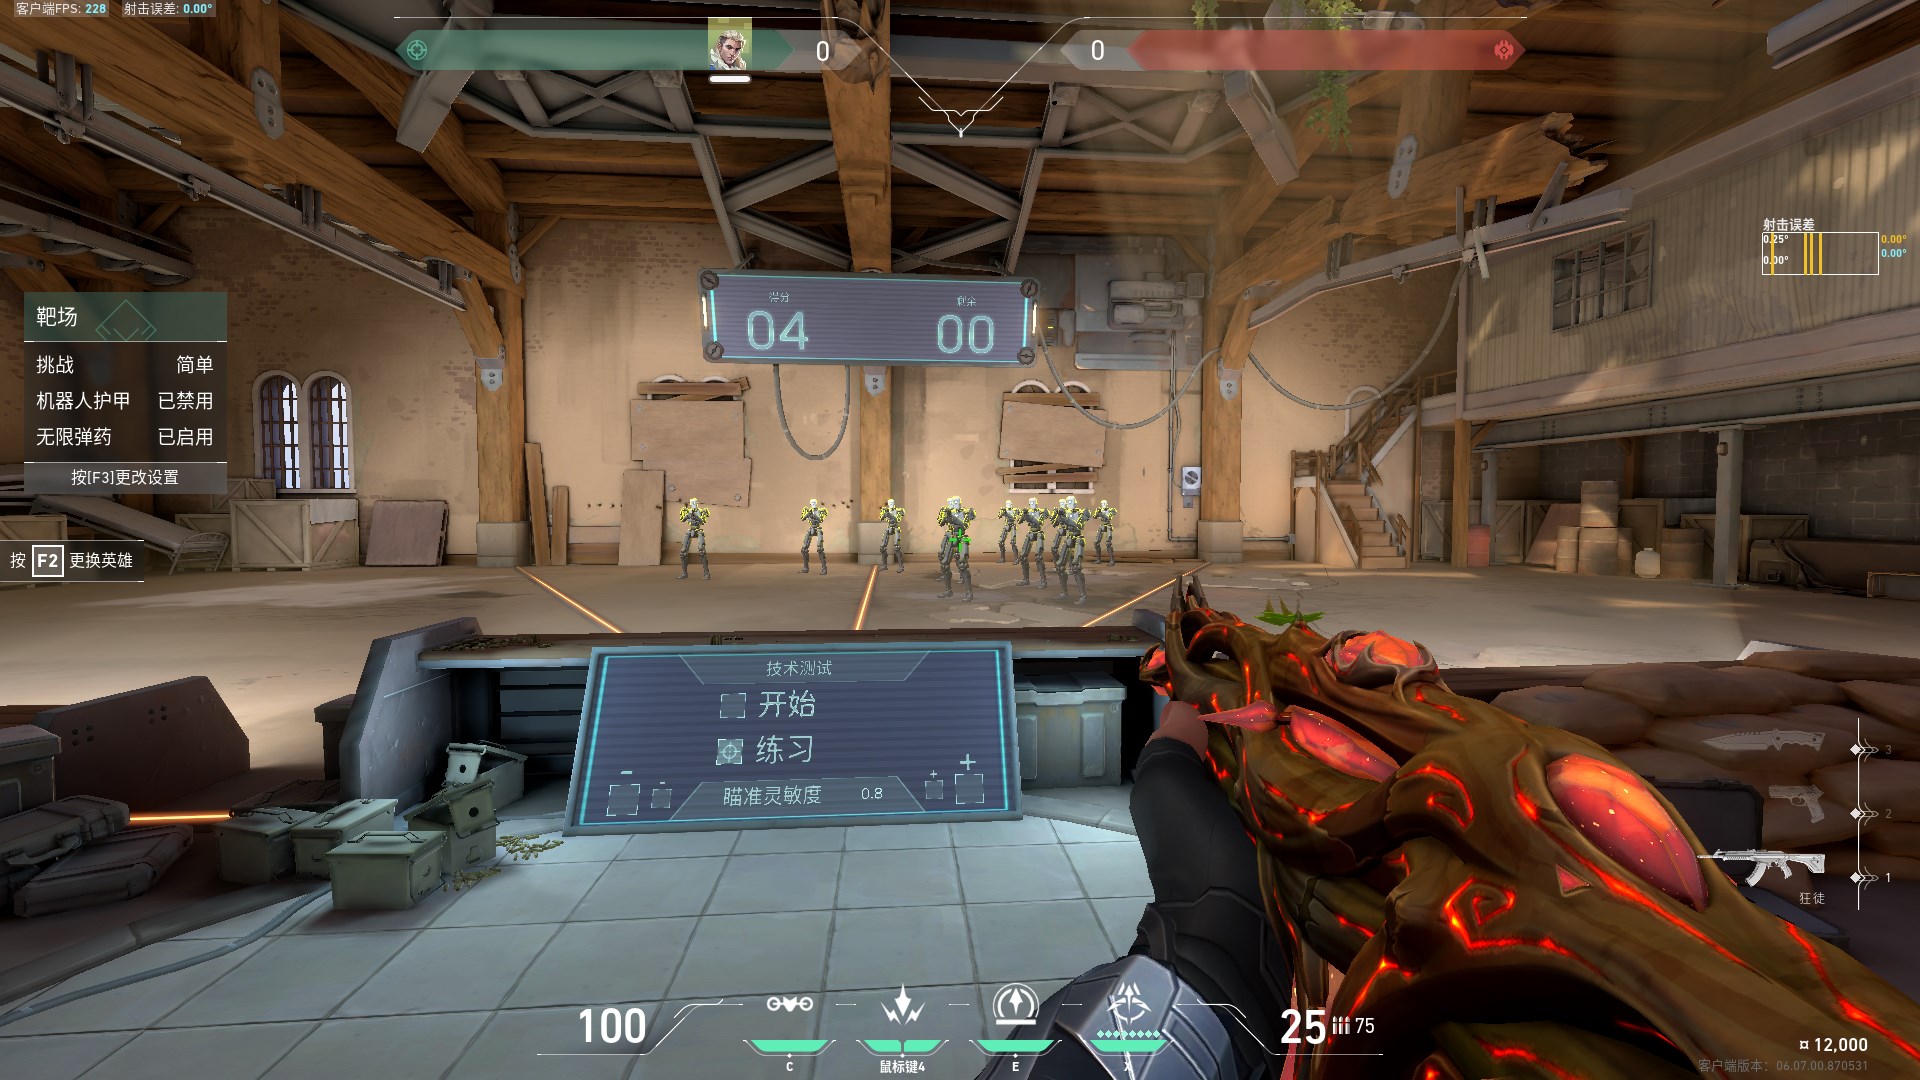 客户端FPS: 228 射击误差: 0.00°
0 0
射击误差
0.25° 0.00°
0.00° 0.00°
得分 剩余
04 00
靶场
挑战 简单
机器人护甲 已禁用
无限弹药 已启用
按[F3]更改设置
按 F2 更换英雄
技术测试
开始
练习
- - + +
瞄准灵敏度 0.8
3
2
1
狂徒
100
C 鼠标键4 E X
25 75
¤ 12,000
客户端版本: 06.07.00.870531